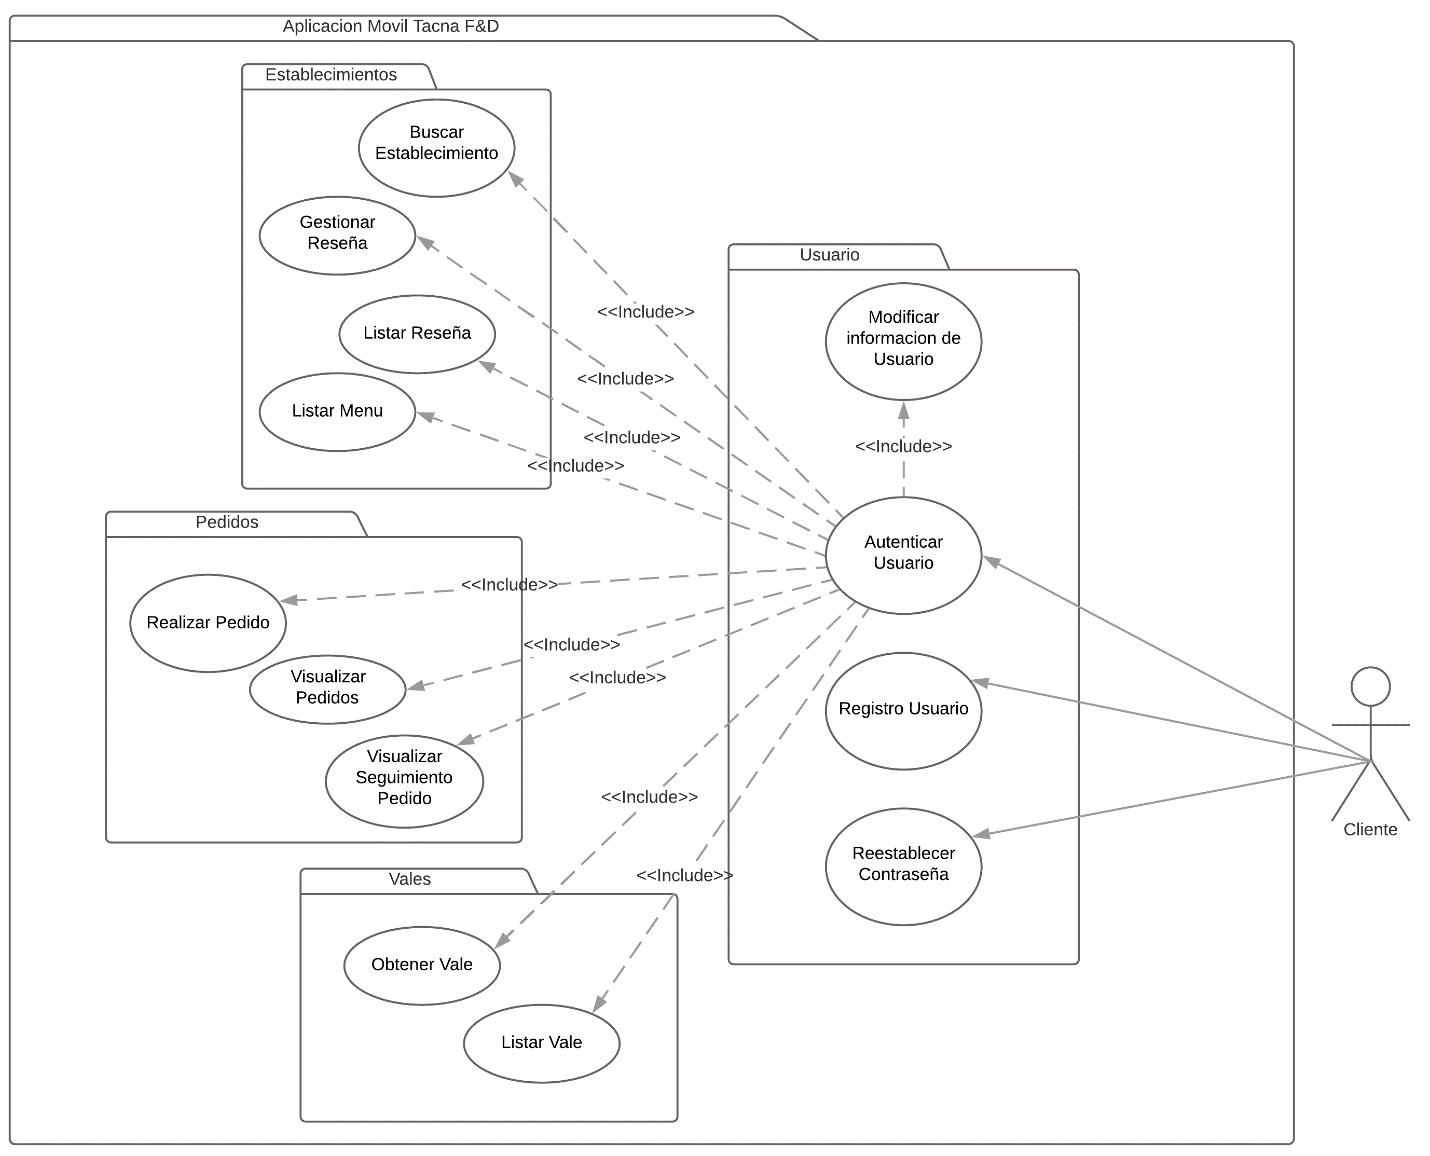 Aplicacion Movil Tacna F&D
Establecimientos
Buscar
Establecimiento
Gestionar
Reseña
Listar Reseña
Listar Menu
<<Include>>
<<Include>>
<<Include>>
<<Include>>
Usuario
Modificar
informacion de
Usuario
<<Include>>
Autenticar
Usuario
Registro Usuario
Reestablecer
Contraseña
Cliente
Pedidos
Realizar Pedido
Visualizar
Pedidos
Visualizar
Seguimiento
Pedido
<<Include>>
<<Include>>
<<Include>>
Vales
Obtener Vale
Listar Vale
<<Include>>
<<Include>>